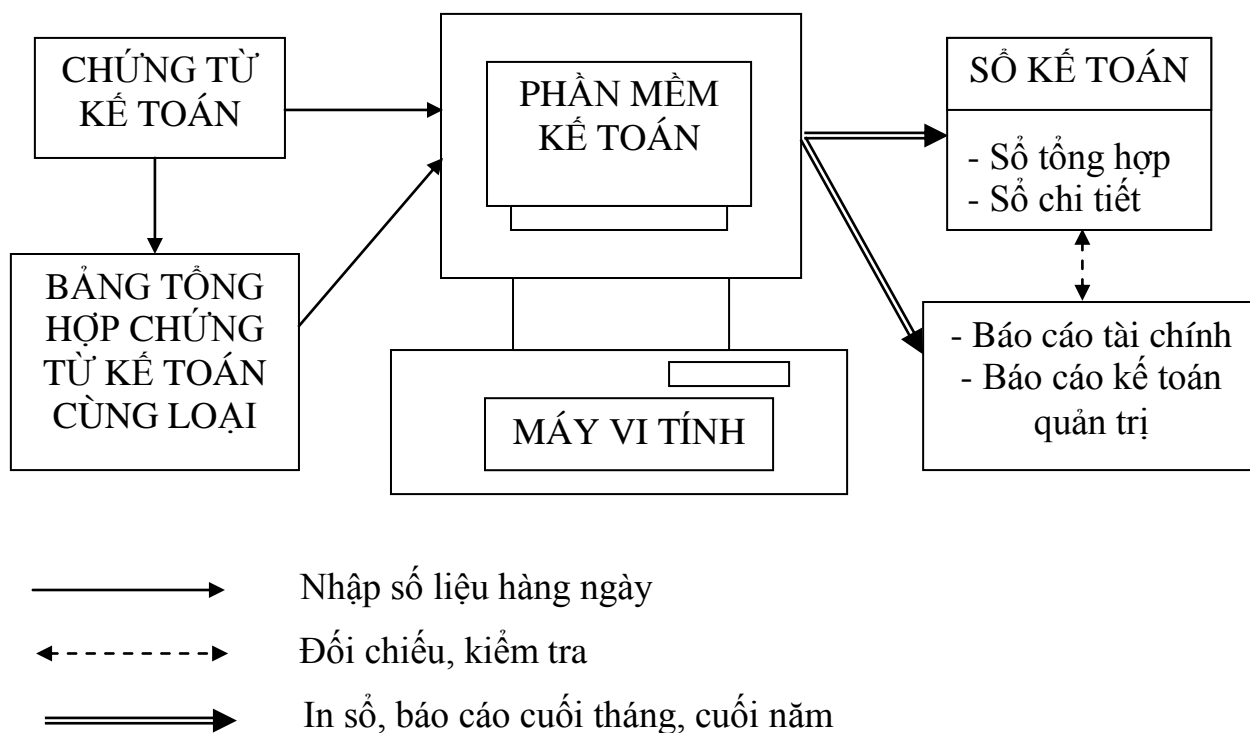 CHỨNG TỪ
KẾ TOÁN
BẢNG TỔNG
HỢP CHỨNG
TỪ KẾ TOÁN
CÙNG LOẠI
PHẦN MỀM
KẾ TOÁN
MÁY VI TÍNH
SỔ KẾ TOÁN
- Sổ tổng hợp
- Sổ chi tiết
- Báo cáo tài chính
- Báo cáo kế toán
quản trị
Nhập số liệu hàng ngày
Đối chiếu, kiểm tra
In sổ, báo cáo cuối tháng, cuối năm